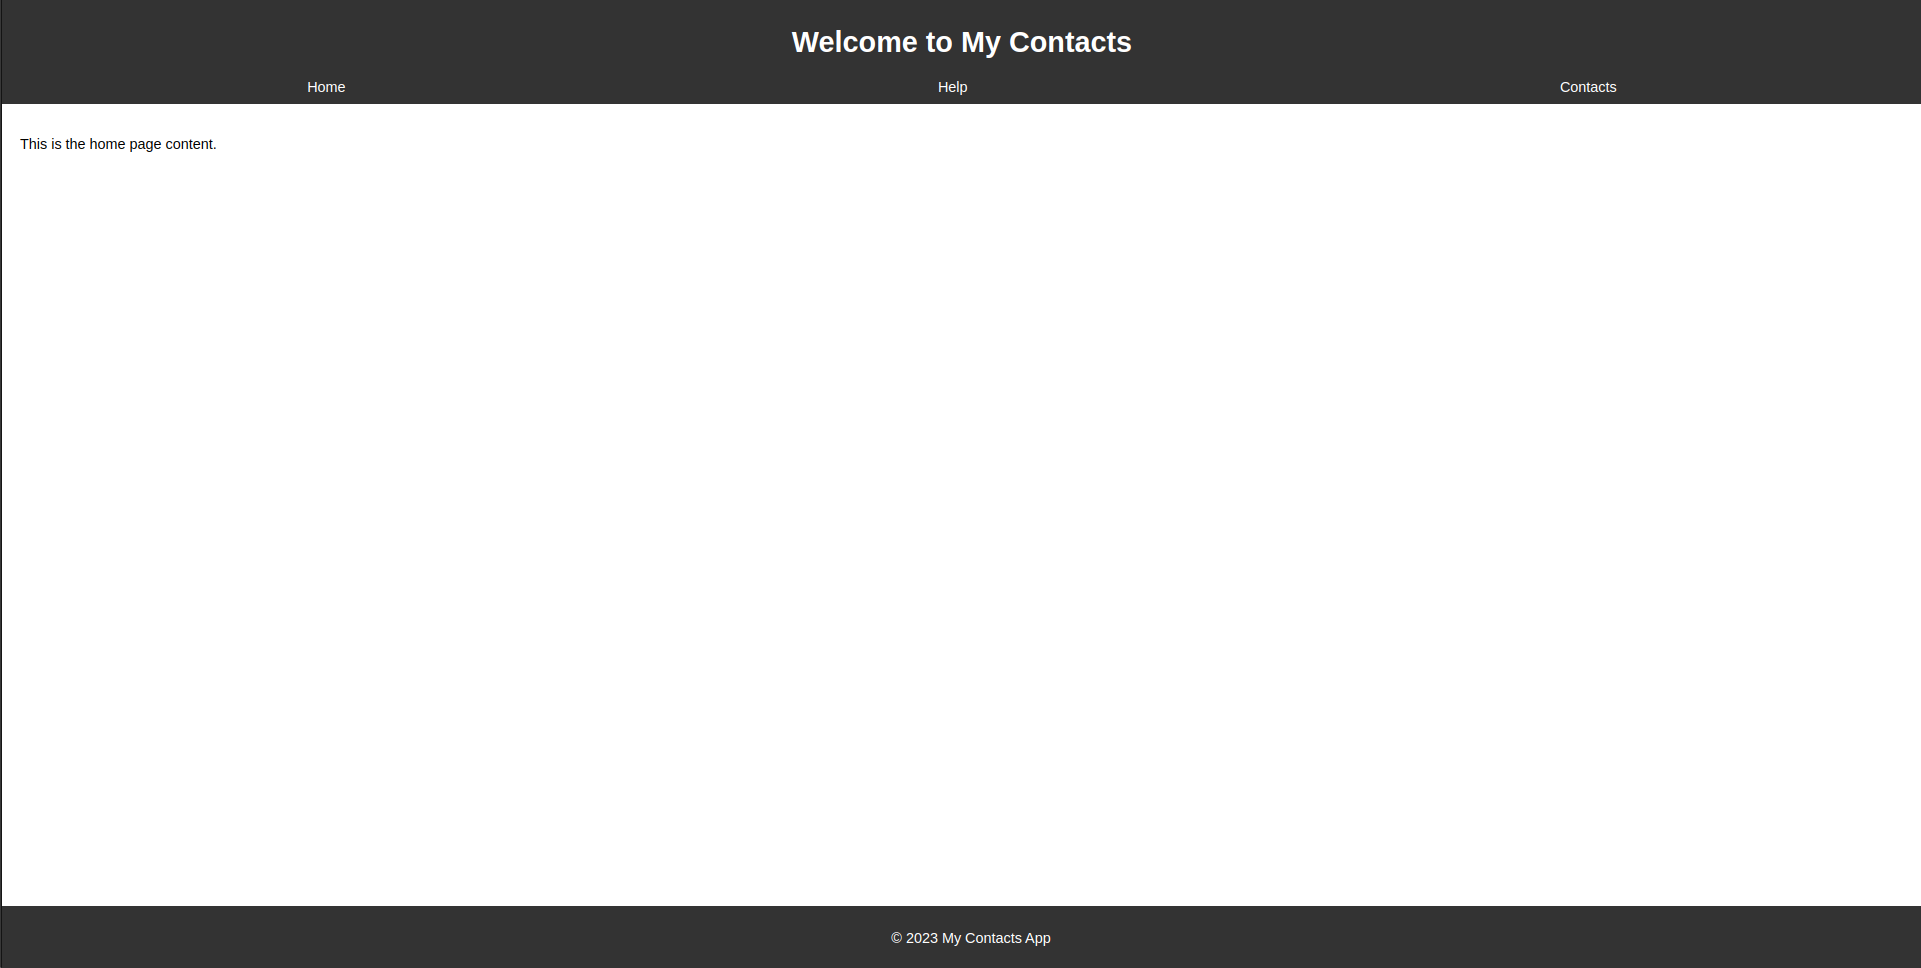 Welcome to My Contacts
Home Help Contacts
This is the home page content.
© 2023 My Contacts App